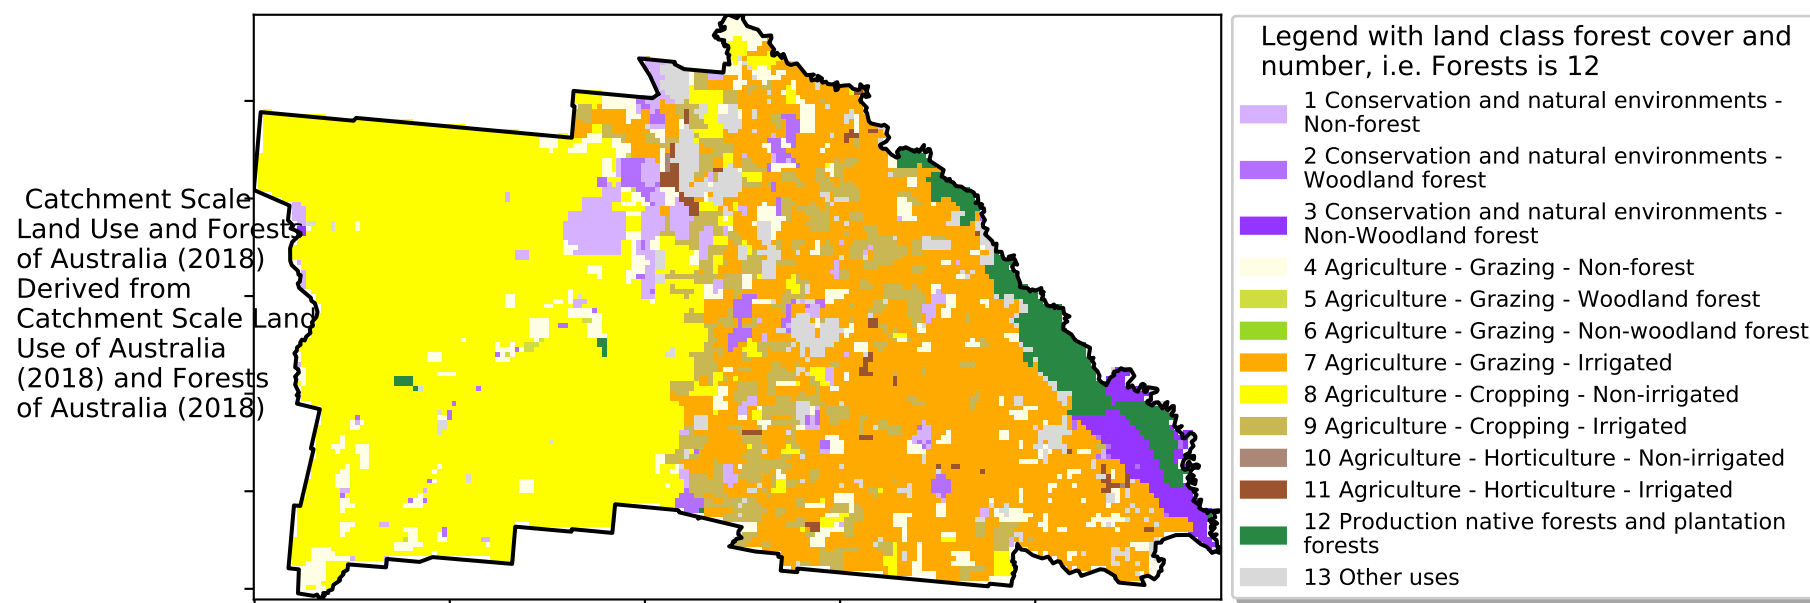 Catchment Scale
Land Use and Forests
of Australia (2018)
Derived from
Catchment Scale Land
Use of Australia
(2018) and Forests
of Australia (2018)
Legend with land class forest cover and
number, i.e. Forests is 12
1 Conservation and natural environments -
Non-forest
2 Conservation and natural environments -
Woodland forest
3 Conservation and natural environments -
Non-Woodland forest
4 Agriculture - Grazing - Non-forest
5 Agriculture - Grazing - Woodland forest
6 Agriculture - Grazing - Non-woodland forest
7 Agriculture - Grazing - Irrigated
8 Agriculture - Cropping - Non-irrigated
9 Agriculture - Cropping - Irrigated
10 Agriculture - Horticulture - Non-irrigated
11 Agriculture - Horticulture - Irrigated
12 Production native forests and plantation
forests
13 Other uses